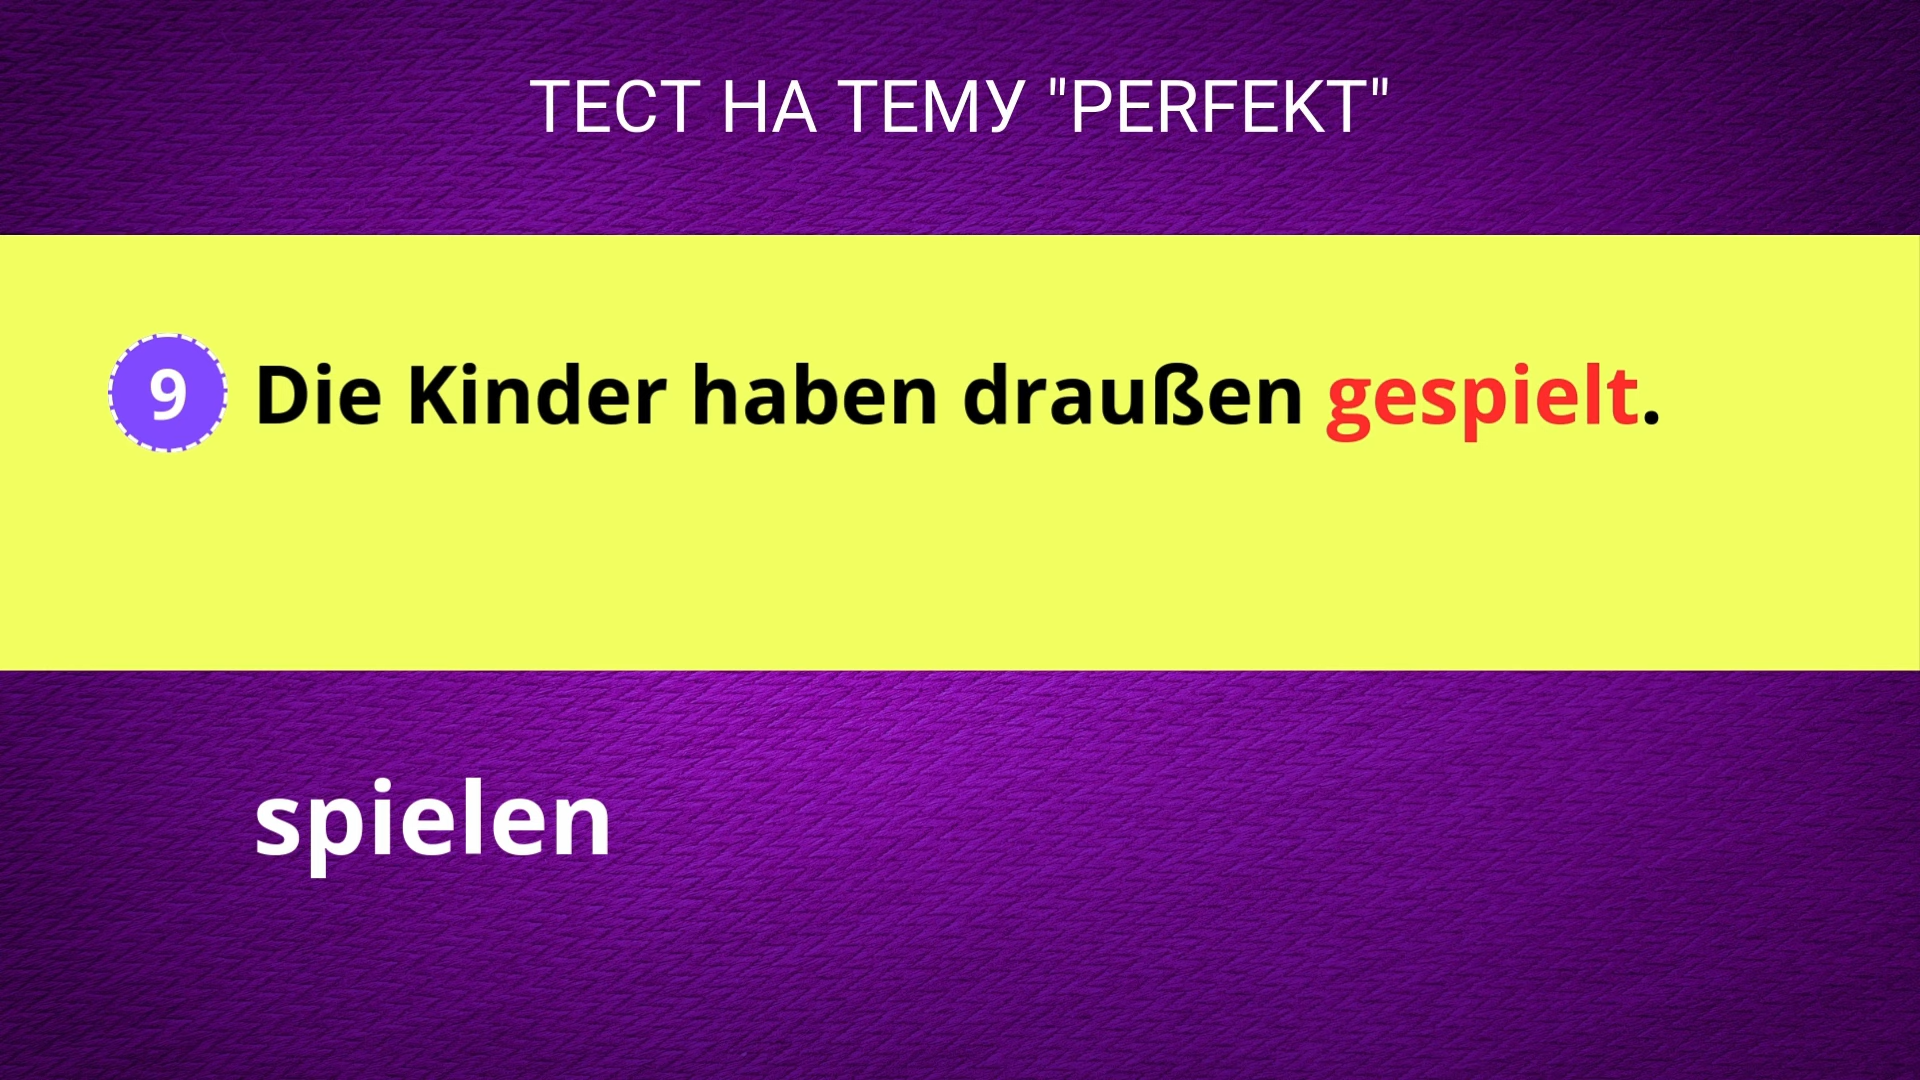 ТЕСТ НА ТЕМУ "PERFEKT"
9 Die Kinder haben draußen gespielt.
spielen